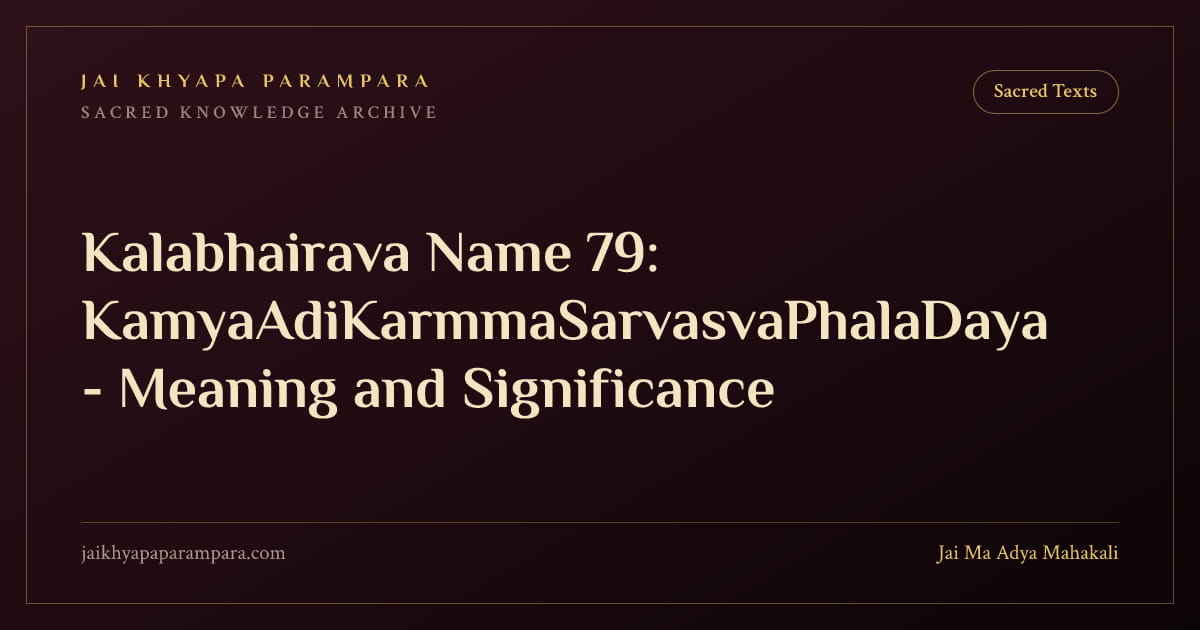 JAI KHYAPA PARAMPARA
SACRED KNOWLEDGE ARCHIVE
Sacred Texts
Kalabhairava Name 79:
KamyaAdiKarmmaSarvasvaPhalaDaya
- Meaning and Significance
jaikhyapaparampara.com
Jai Ma Adya Mahakali